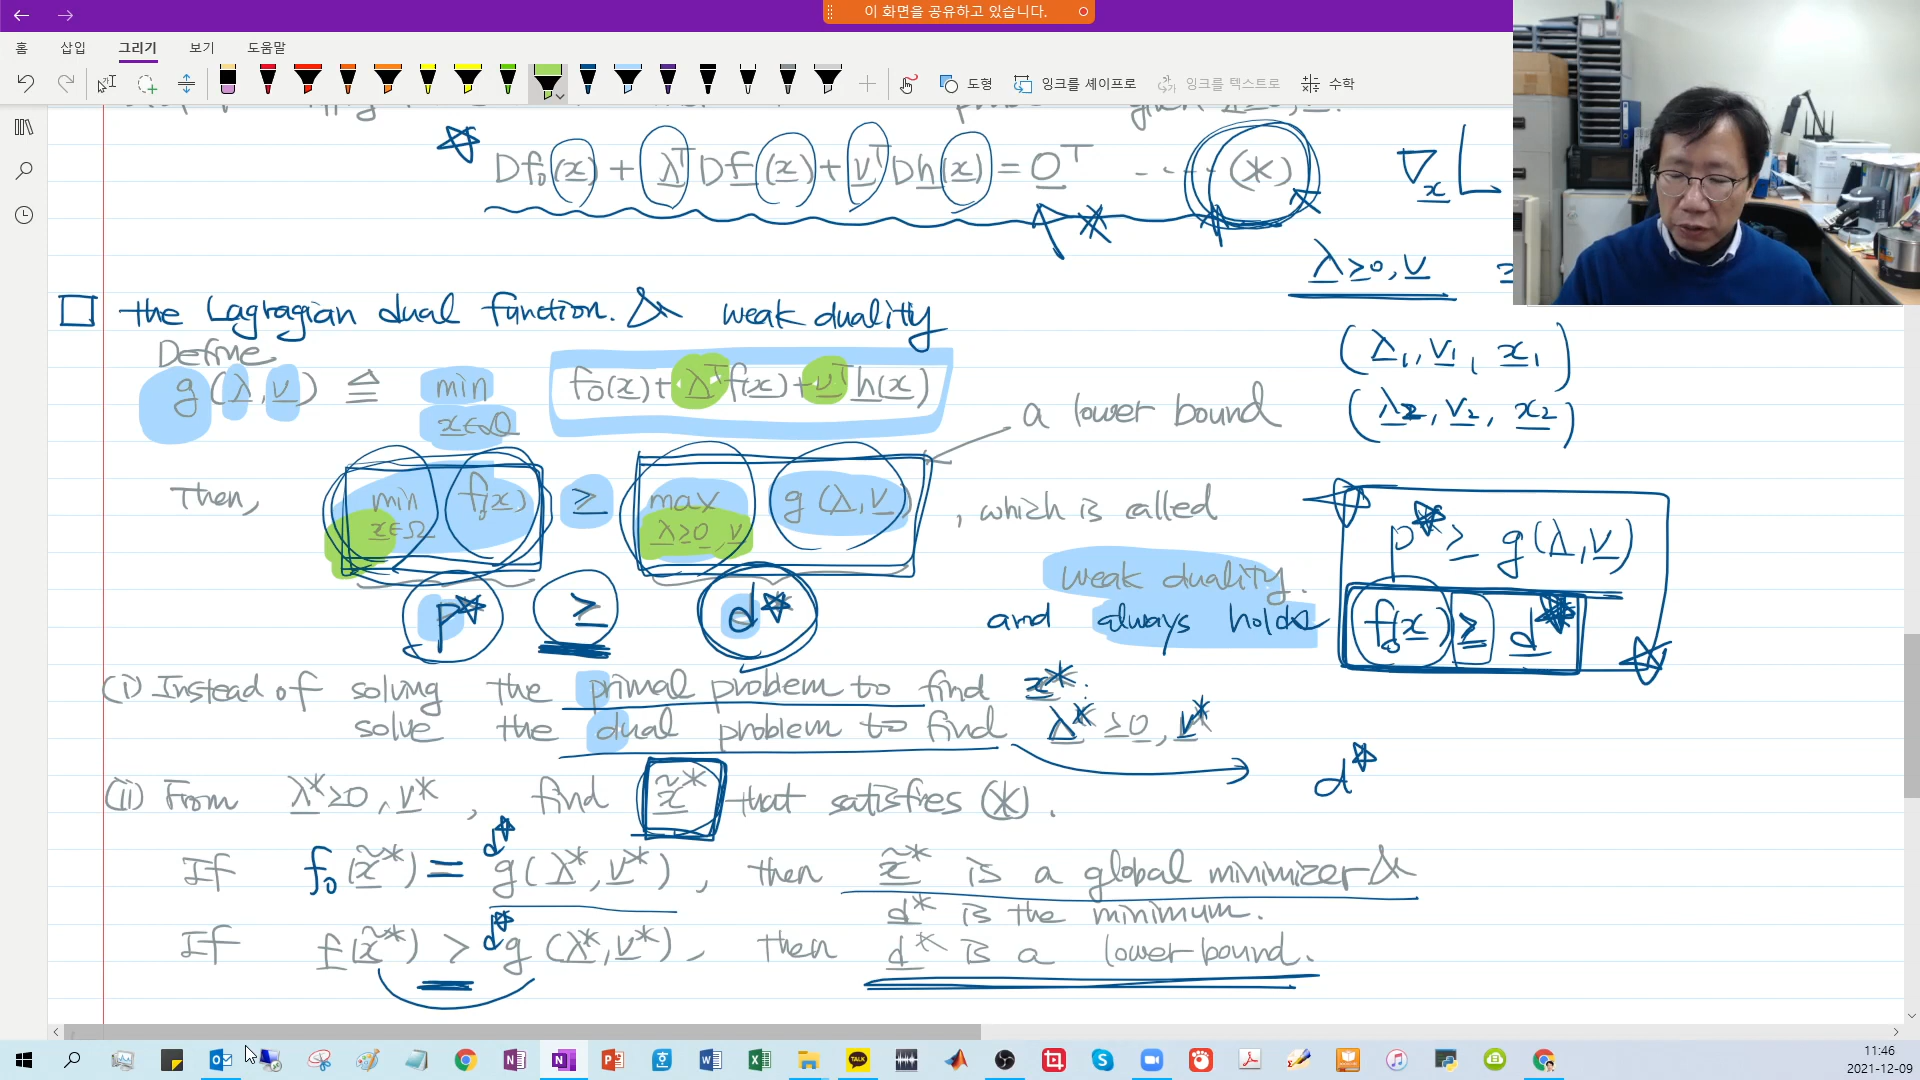 이 화면을 공유하고 있습니다.
홈 삽입 그리기 보기 도움말
도형 잉크를 셰이프로 잉크를 텍스트로 수학
Df₀(x) + λᵀDf(x) + νᵀDh(x) = 0ᵀ ---- (*)
∇x L
λ≥0, ν
□ the Lagragian dual function. & weak duality
Define
g(λ,ν) ≜ min x∈Ω f₀(x)+λᵀf(x)+νᵀh(x)
a lower bound
(λ₁, ν₁, x₁)
(λ₂, ν₂, x₂)
Then, min x∈Ω f₀(x) ≥ max λ≥0, ν g(λ,ν), which is called
weak duality.
p* ≥ d* and always holds
p* ≥ g(λ,ν)
f₀(x) ≥ d*
(i) Instead of solving the primal problem to find x*.
solve the dual problem to find λ*≥0, ν*
d*
(ii) From λ*≥0, ν*, find x̃* that satisfies (*).
d*
If f₀(x̃*) = g(λ*,ν*), then x̃* is a global minimizer &
d* is the minimum.
d*
If f(x̃*) > g(λ*,ν*), then d* is a lower bound.
11:46
2021-12-09